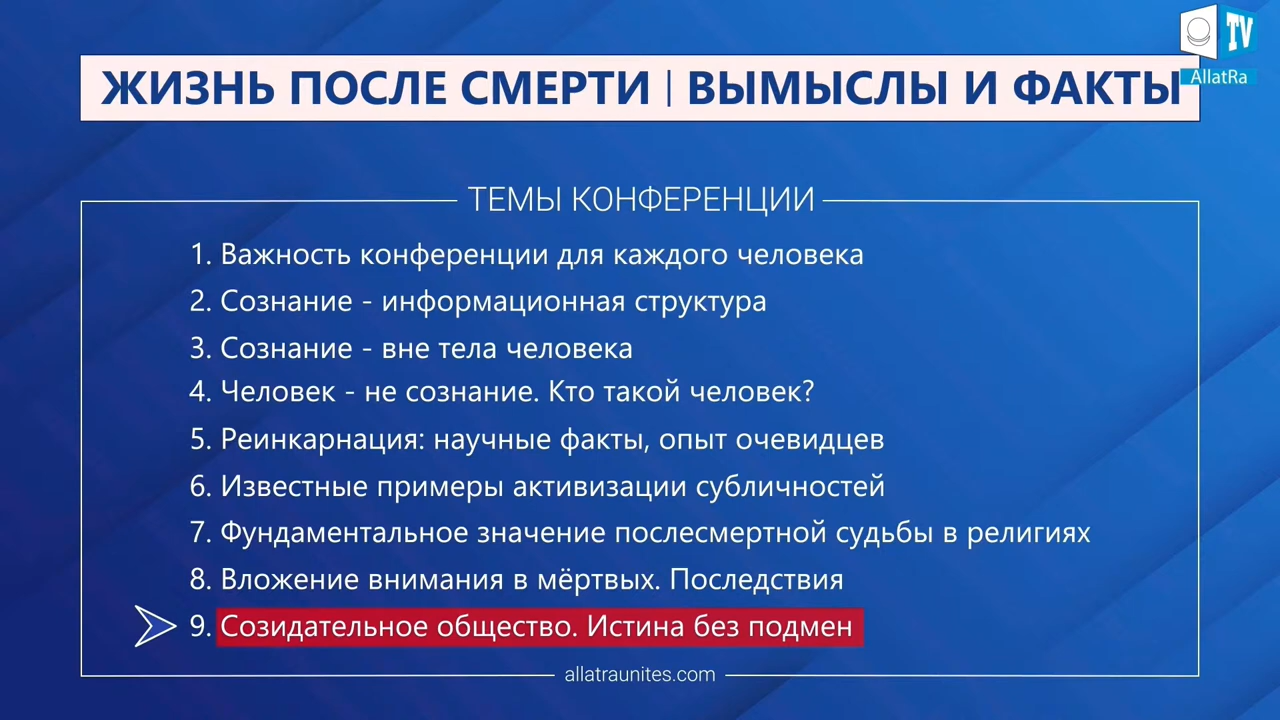 TV
AllatRa
ЖИЗНЬ ПОСЛЕ СМЕРТИ | ВЫМЫСЛЫ И ФАКТЫ
ТЕМЫ КОНФЕРЕНЦИИ
1. Важность конференции для каждого человека
2. Сознание - информационная структура
3. Сознание - вне тела человека
4. Человек - не сознание. Кто такой человек?
5. Реинкарнация: научные факты, опыт очевидцев
6. Известные примеры активизации субличностей
7. Фундаментальное значение послесмертной судьбы в религиях
8. Вложение внимания в мёртвых. Последствия
9. Созидательное общество. Истина без подмен
allatraunites.com